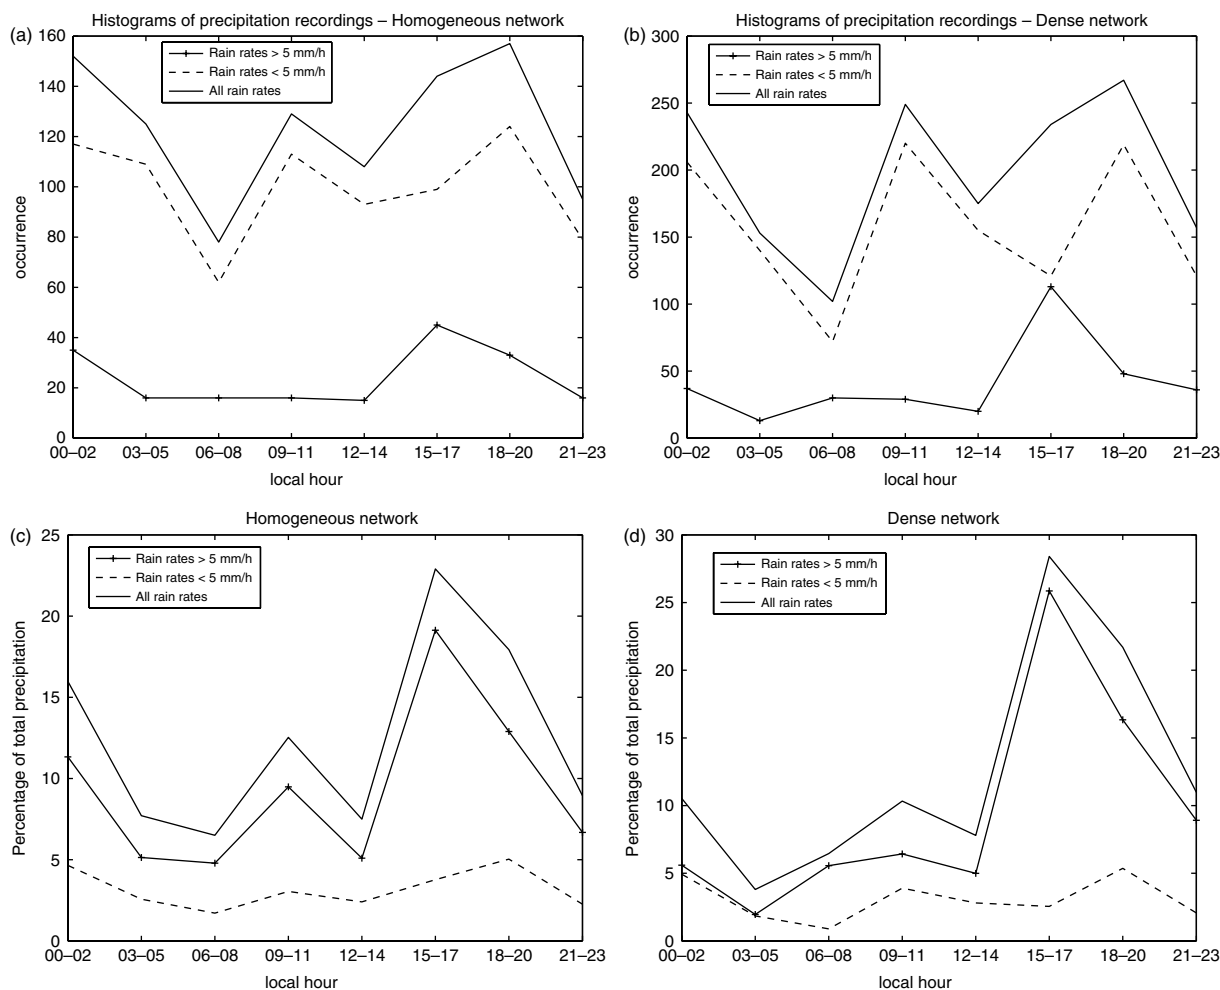 Histograms of precipitation recordings – Homogeneous network
(a)
160
140
120
100
80
60
40
20
0
occurrence
Rain rates > 5 mm/h
Rain rates < 5 mm/h
All rain rates
00–02 03–05 06–08 09–11 12–14 15–17 18–20 21–23
local hour
Histograms of precipitation recordings – Dense network
(b)
300
250
200
150
100
50
0
occurrence
Rain rates > 5 mm/h
Rain rates < 5 mm/h
All rain rates
00–02 03–05 06–08 09–11 12–14 15–17 18–20 21–23
local hour
Homogeneous network
(c)
25
20
15
10
5
0
Percentage of total precipitation
Rain rates > 5 mm/h
Rain rates < 5 mm/h
All rain rates
00–02 03–05 06–08 09–11 12–14 15–17 18–20 21–23
local hour
Dense network
(d)
30
25
20
15
10
5
0
Percentage of total precipitation
Rain rates > 5 mm/h
Rain rates < 5 mm/h
All rain rates
00–02 03–05 06–08 09–11 12–14 15–17 18–20 21–23
local hour